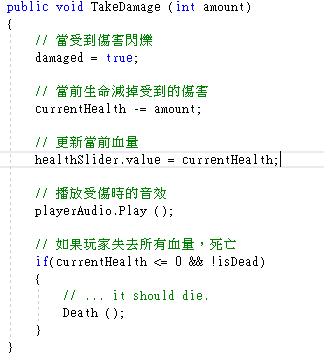 public void TakeDamage (int amount)
{
// 當受到傷害閃爍
damaged = true;
// 當前生命減掉受到的傷害
currentHealth -= amount;
// 更新當前血量
healthSlider.value = currentHealth;
// 播放受傷時的音效
playerAudio.Play ();
// 如果玩家失去所有血量，死亡
if(currentHealth <= 0 && !isDead)
{
// ... it should die.
Death ();
}
}